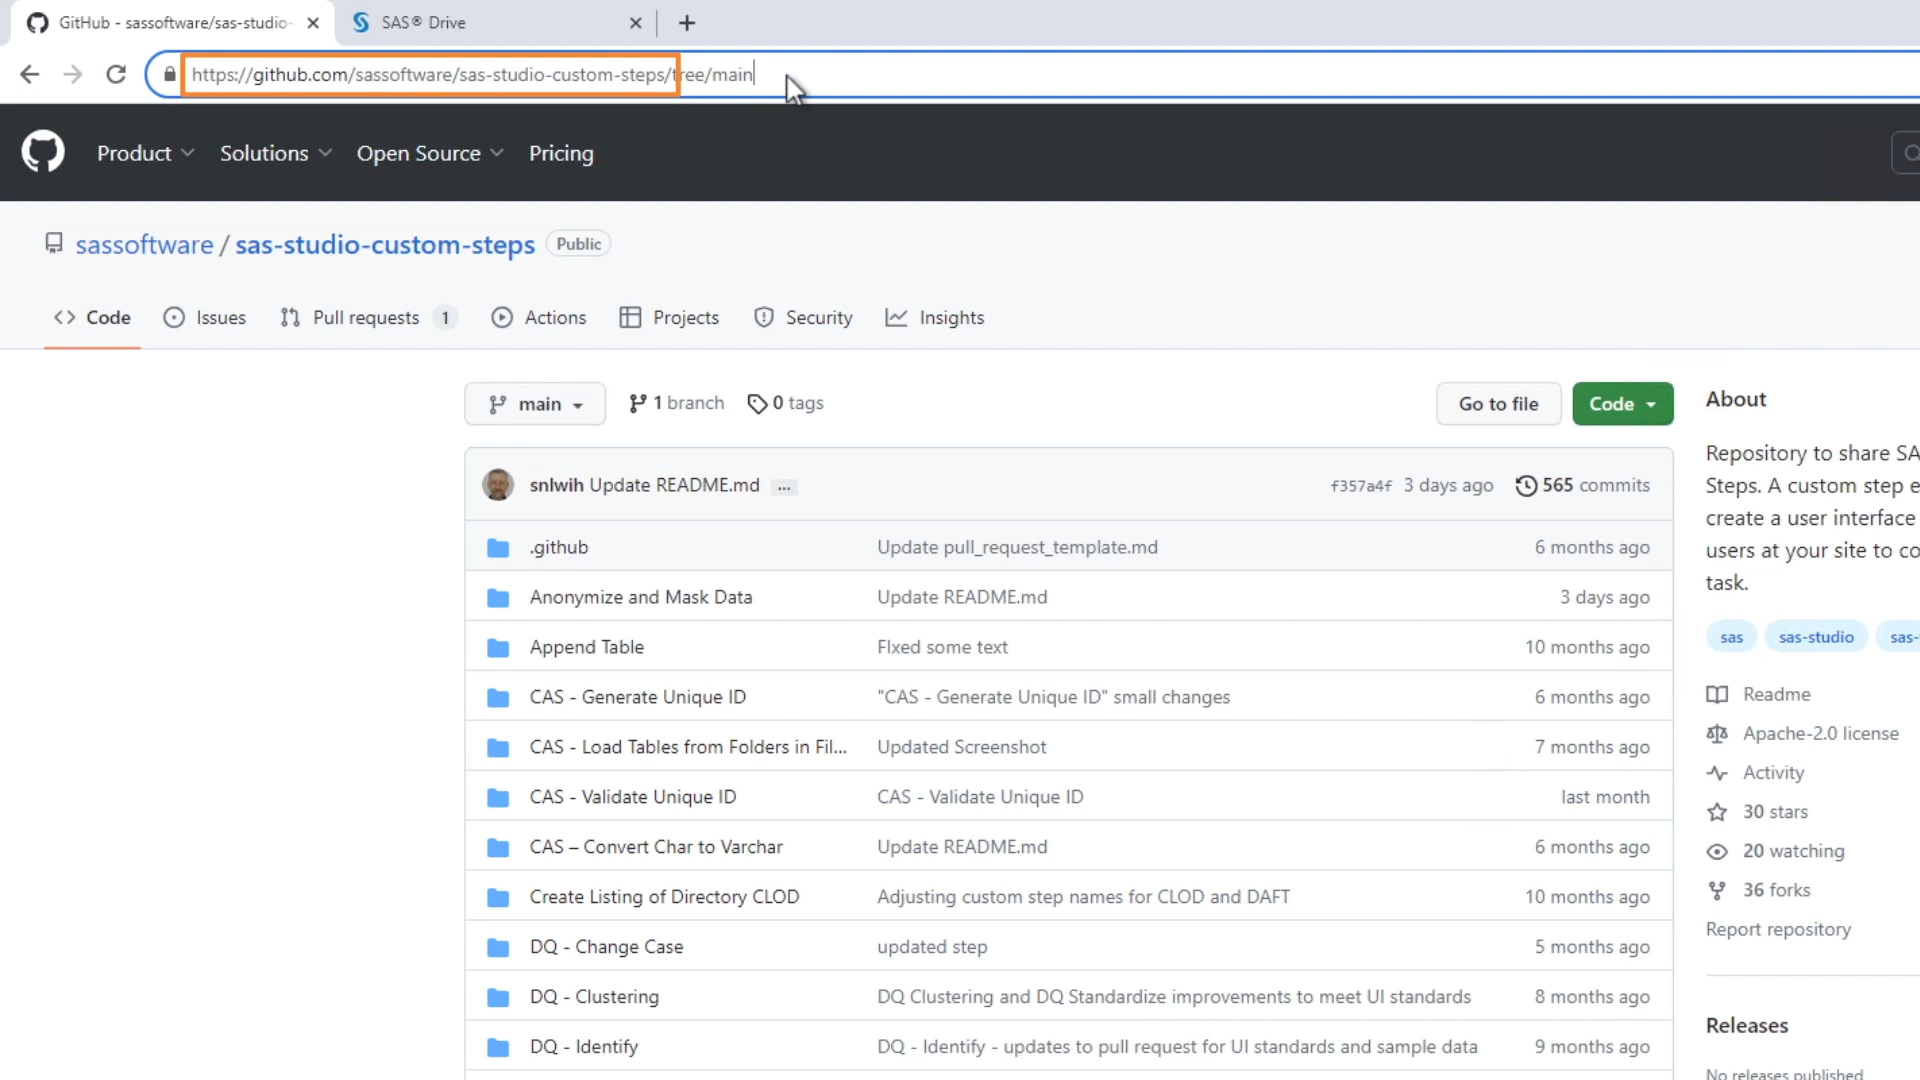 GitHub - sassoftware/sas-studio-
SAS® Drive
https://github.com/sassoftware/sas-studio-custom-steps/tree/main
Product
Solutions
Open Source
Pricing
sassoftware / sas-studio-custom-steps
Public
Code
Issues
Pull requests 1
Actions
Projects
Security
Insights
main
1 branch
0 tags
Go to file
Code
snlwih Update README.md ...
f357a4f 3 days ago
565 commits
.github Update pull_request_template.md 6 months ago
Anonymize and Mask Data Update README.md 3 days ago
Append Table FIxed some text 10 months ago
CAS - Generate Unique ID "CAS - Generate Unique ID" small changes 6 months ago
CAS - Load Tables from Folders in Fil... Updated Screenshot 7 months ago
CAS - Validate Unique ID CAS - Validate Unique ID last month
CAS – Convert Char to Varchar Update README.md 6 months ago
Create Listing of Directory CLOD Adjusting custom step names for CLOD and DAFT 10 months ago
DQ - Change Case updated step 5 months ago
DQ - Clustering DQ Clustering and DQ Standardize improvements to meet UI standards 8 months ago
DQ - Identify DQ - Identify - updates to pull request for UI standards and sample data 9 months ago
About
Repository to share SA
Steps. A custom step e
create a user interface
users at your site to co
task.
sas
sas-studio
sas-
Readme
Apache-2.0 license
Activity
30 stars
20 watching
36 forks
Report repository
Releases
No releases published